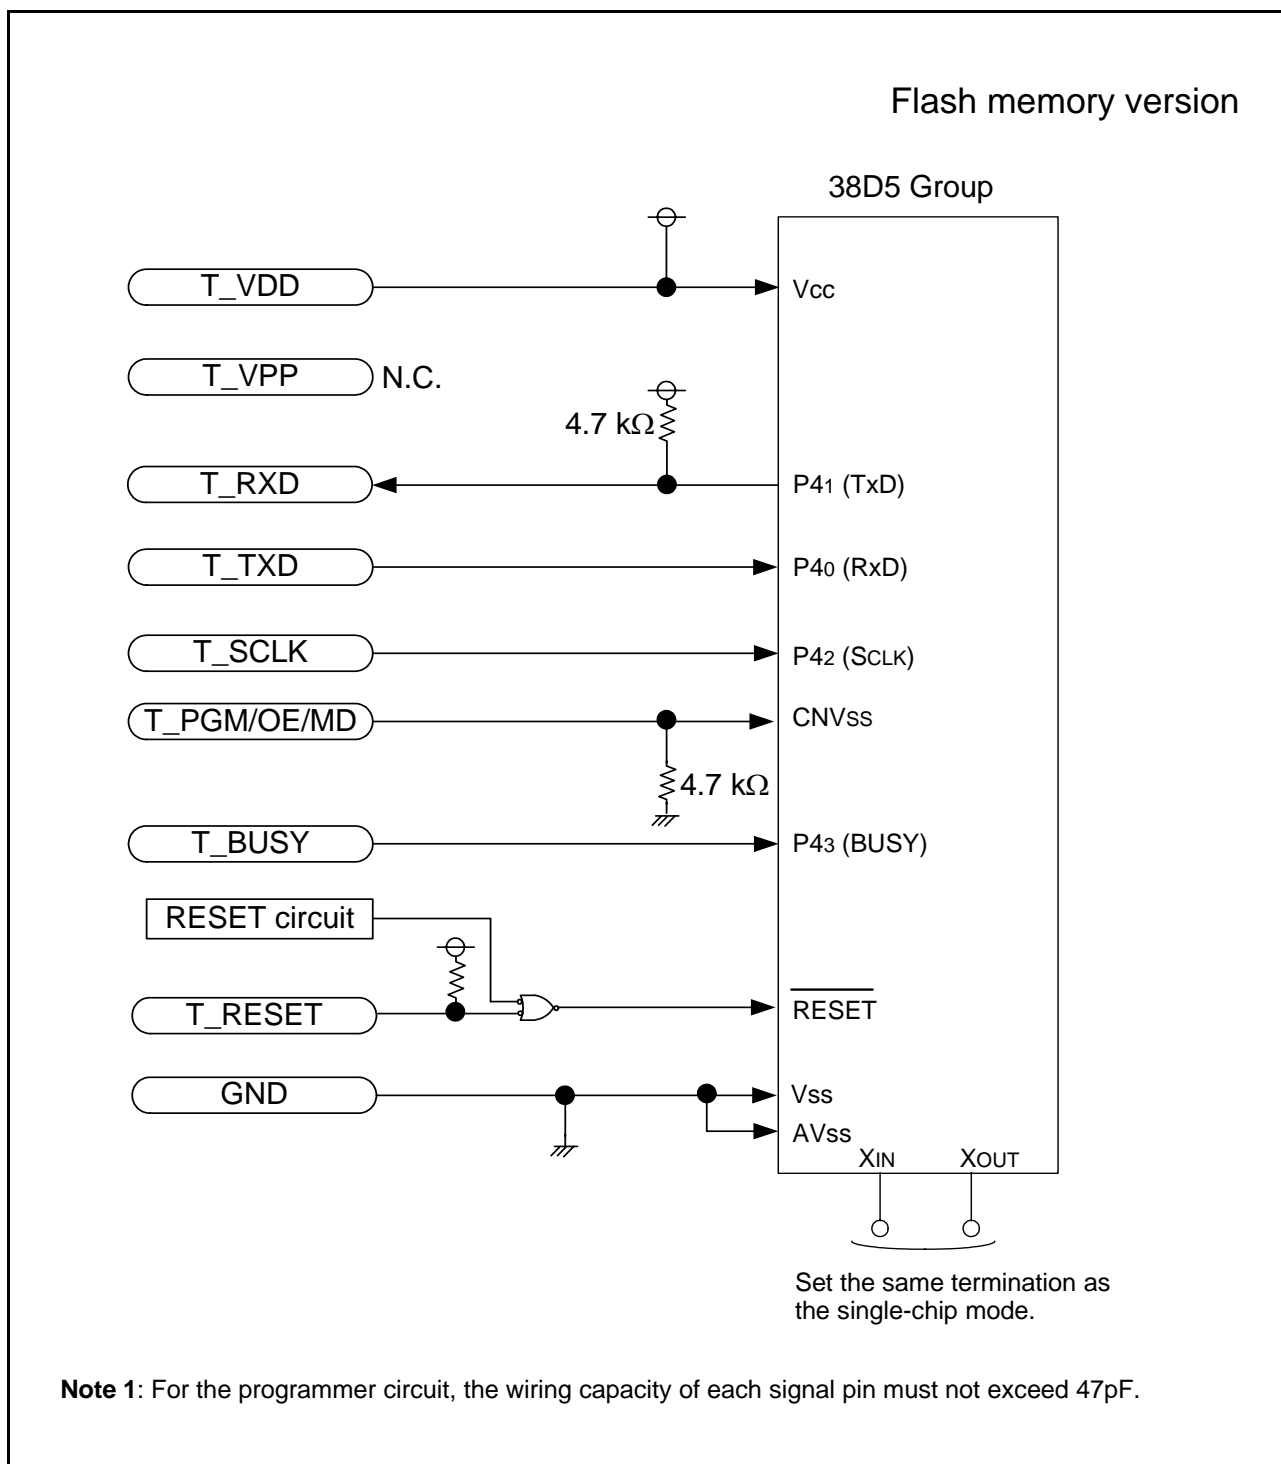 Flash memory version
38D5 Group
T_VDD
Vcc
T_VPP N.C.
4.7 kΩ
T_RXD
P41 (TxD)
T_TXD
P40 (RxD)
T_SCLK
P42 (SCLK)
T_PGM/OE/MD
CNVSS
4.7 kΩ
T_BUSY
P43 (BUSY)
RESET circuit
T_RESET
RESET
GND
Vss
AVss
XIN XOUT
Set the same termination as
the single-chip mode.
Note 1: For the programmer circuit, the wiring capacity of each signal pin must not exceed 47pF.